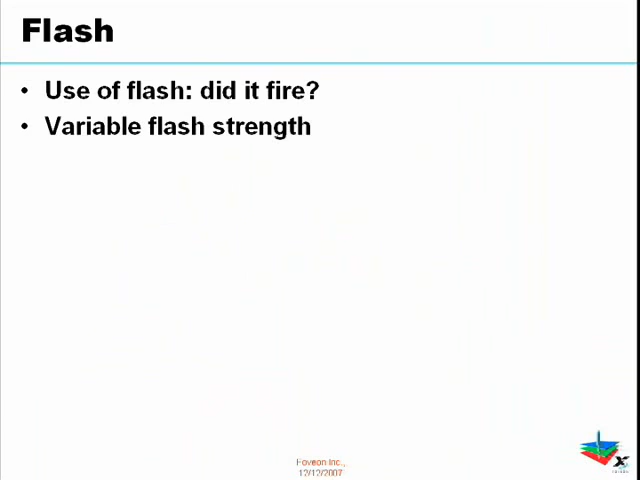 Flash
• Use of flash: did it fire?
• Variable flash strength
Foveon Inc.,
12/12/2007